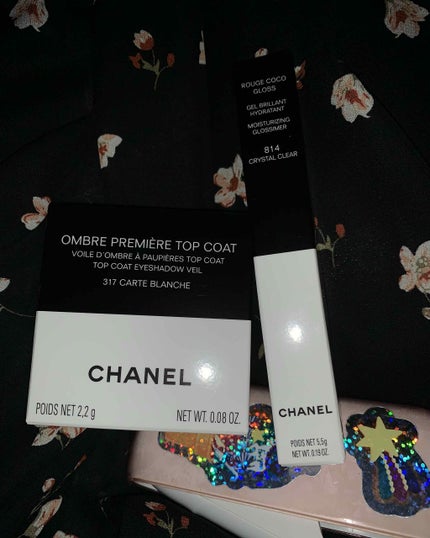 OMBRE PREMIÈRE TOP COAT
VOILE D'OMBRE À PAUPIÈRES TOP COAT
TOP COAT EYESHADOW VEIL
317 CARTE BLANCHE
CHANEL
POIDS NET 2,2 g
NET WT. 0.08 OZ.
ROUGE COCO
GLOSS
GEL BRILLANT
HYDRATANT
MOISTURIZING
GLOSSIMER
814
CRYSTAL CLEAR
CHANEL
POIDS NET 5,5g
NET WT. 0.19 OZ.